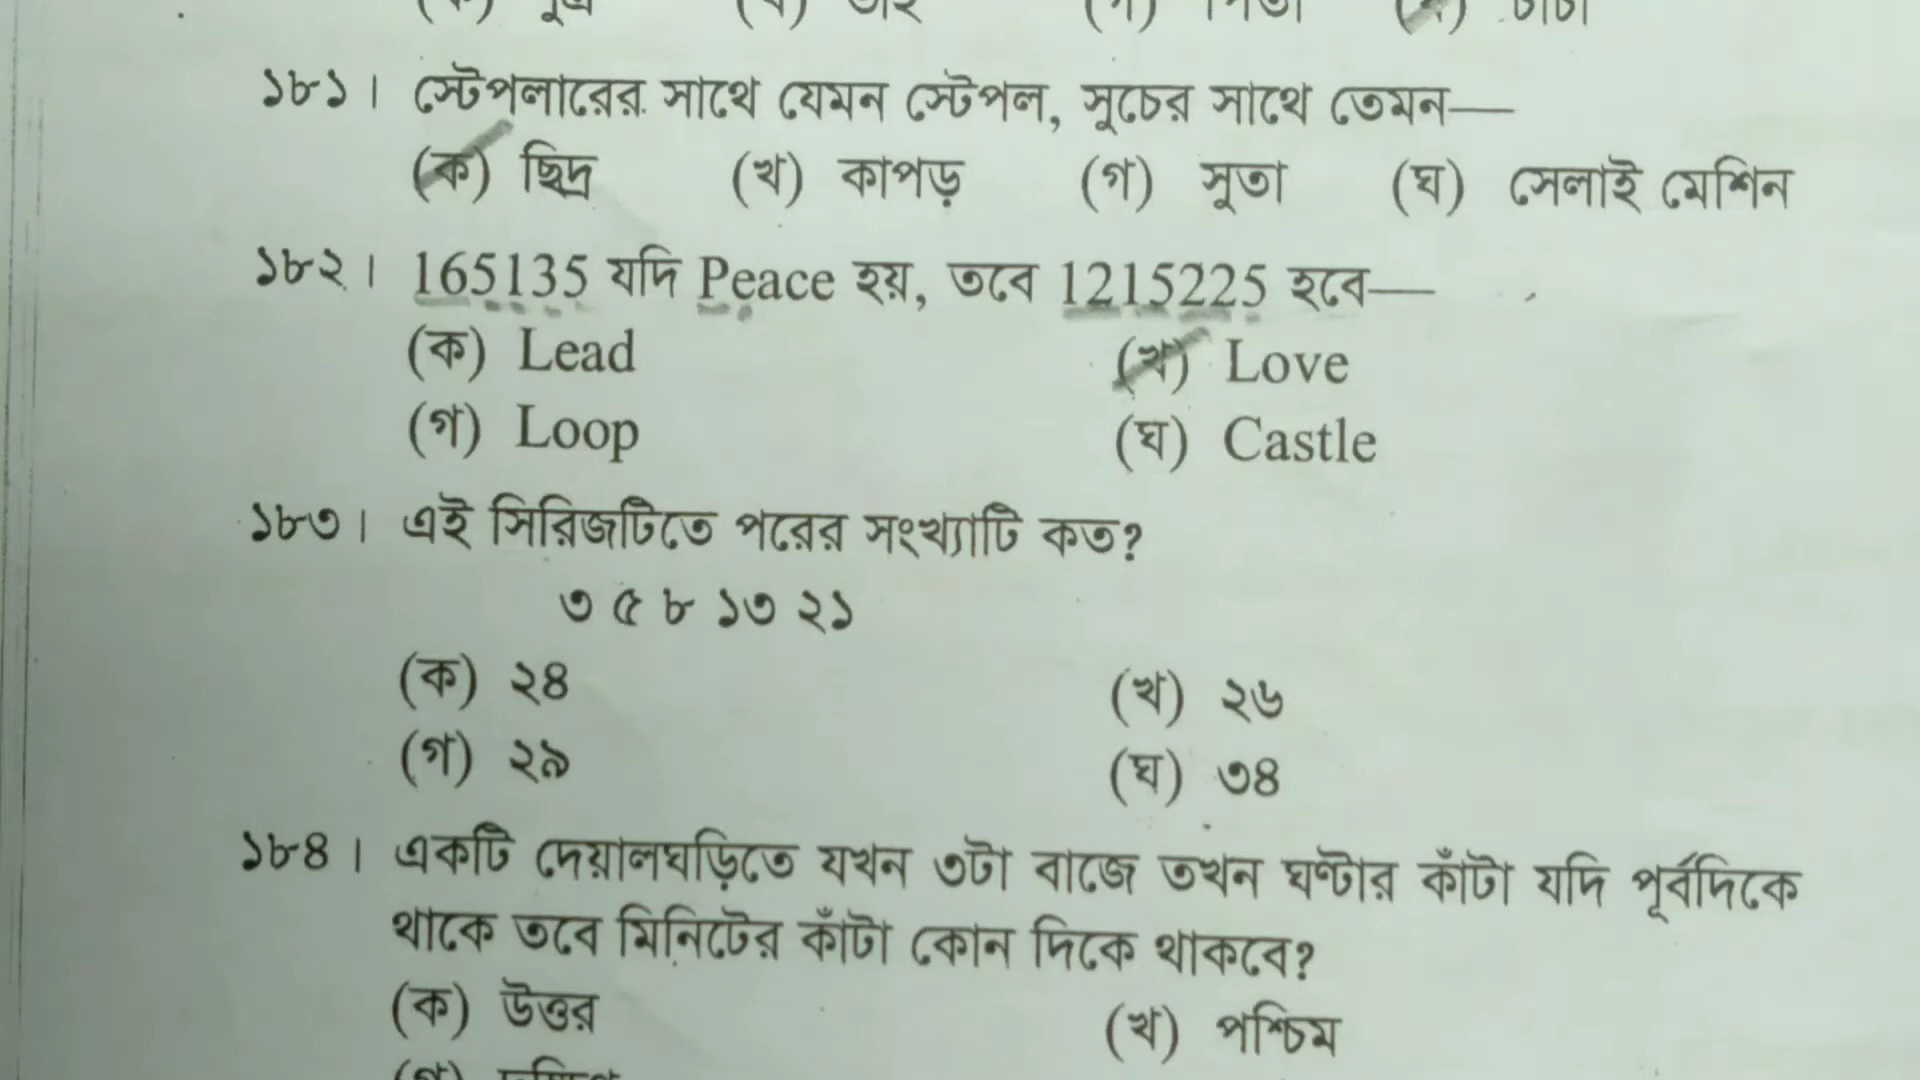 ১৮১। স্টেপলারের সাথে যেমন স্টেপল, সূচের সাথে তেমন—
(ক) ছিদ্র (খ) কাপড় (গ) সূতা (ঘ) সেলাই মেশিন
১৮২। 165135 যদি Peace হয়, তবে 1215225 হবে—
(ক) Lead (খ) Love
(গ) Loop (ঘ) Castle
১৮৩। এই সিরিজটিতে পরের সংখ্যাটি কত?
৩ ৫ ৮ ১৩ ২১
(ক) ২৪ (খ) ২৬
(গ) ২৯ (ঘ) ৩৪
১৮৪। একটি দেয়ালঘড়িতে যখন ৩টা বাজে তখন ঘণ্টার কাঁটা যদি পূর্বদিকে
থাকে তবে মিনিটের কাঁটা কোন দিকে থাকবে?
(ক) উত্তর (খ) পশ্চিম